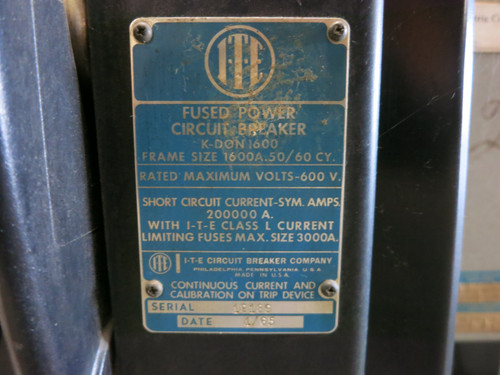 I-T-E
FUSED POWER
CIRCUIT BREAKER
K-DON 1600
FRAME SIZE 1600A.50/60 CY.
RATED MAXIMUM VOLTS-600 V.
SHORT CIRCUIT CURRENT-SYM. AMPS.
200000 A.
WITH I-T-E CLASS L CURRENT
LIMITING FUSES MAX. SIZE 3000A.
ITE I-T-E CIRCUIT BREAKER COMPANY
PHILADELPHIA, PENNSYLVANIA U.S.A.
MADE IN U.S.A.
CONTINUOUS CURRENT AND
CALIBRATION ON TRIP DEVICE
SERIAL
DATE